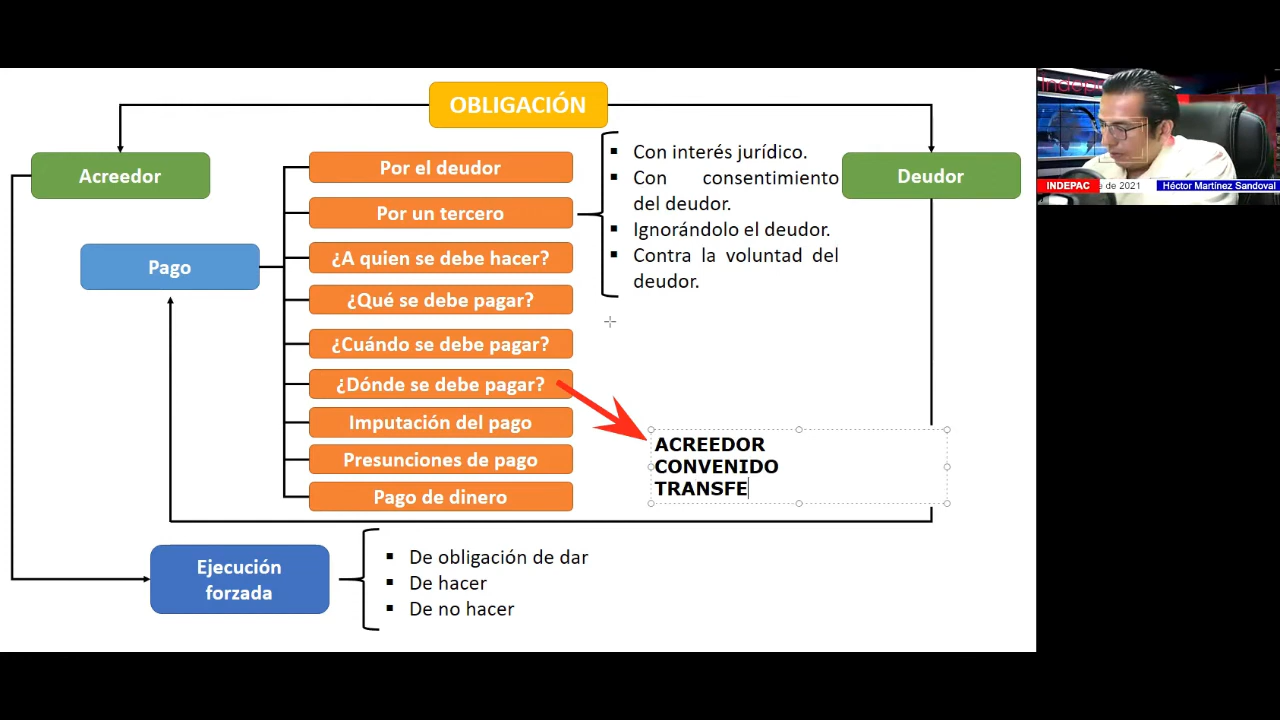 OBLIGACIÓN
Acreedor
Deudor
Pago
Por el deudor
Por un tercero
¿A quien se debe hacer?
¿Qué se debe pagar?
¿Cuándo se debe pagar?
¿Dónde se debe pagar?
Imputación del pago
Presunciones de pago
Pago de dinero
Con interés jurídico.
Con consentimiento
del deudor.
Ignorándolo el deudor.
Contra la voluntad del
deudor.
ACREEDOR
CONVENIDO
TRANSFE
Ejecución
forzada
De obligación de dar
De hacer
De no hacer
INDEPAC
e de 2021
Héctor Martínez Sandoval